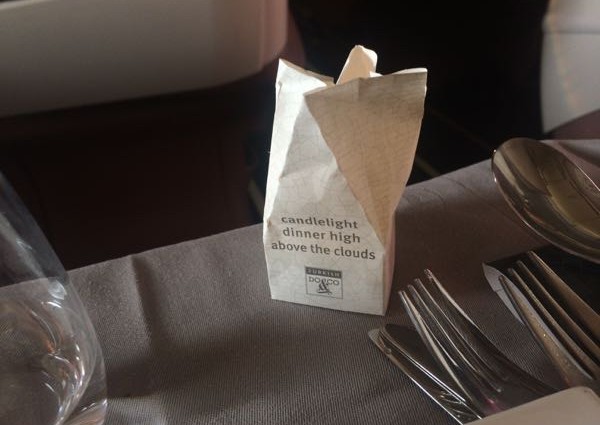 candlelight
dinner high
above the clouds
TURKISH
DO&CO